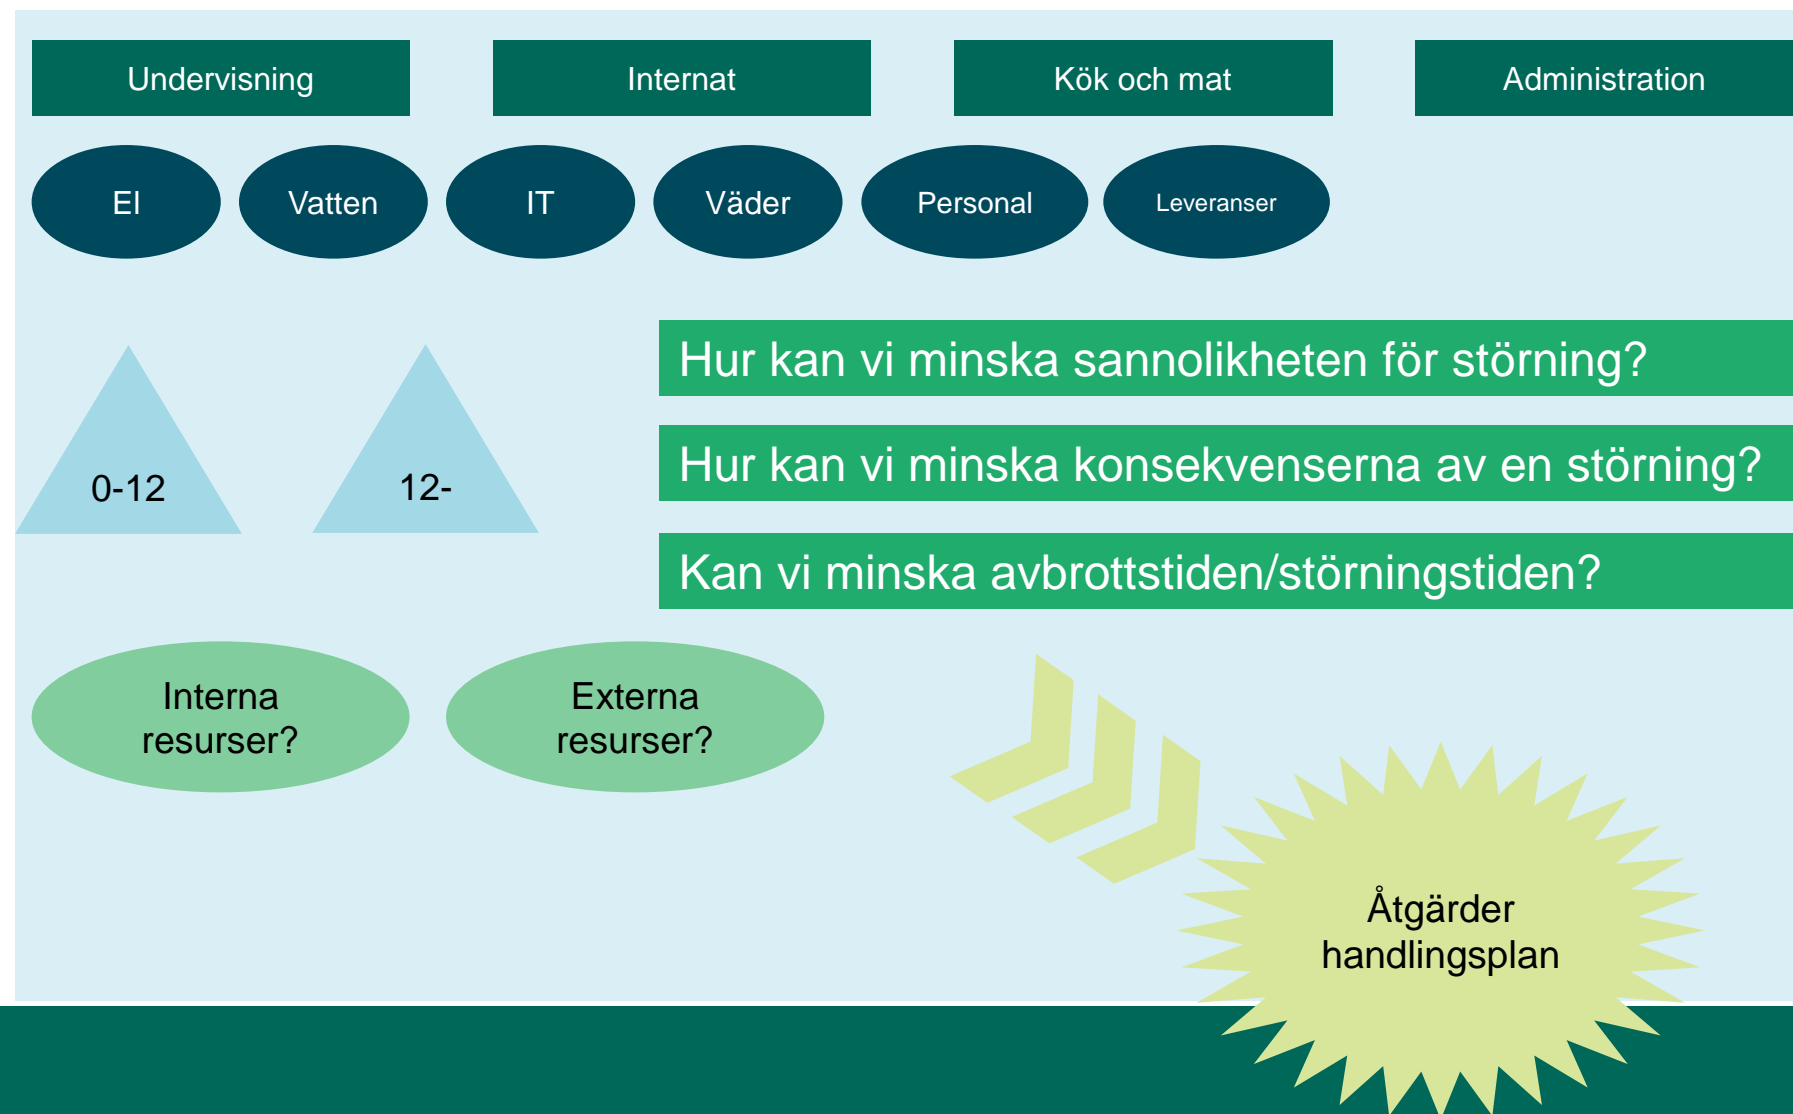 Undervisning
Internat
Kök och mat
Administration
El
Vatten
IT
Väder
Personal
Leveranser
0-12
12-
Hur kan vi minska sannolikheten för störning?
Hur kan vi minska konsekvenserna av en störning?
Kan vi minska avbrottstiden/störningstiden?
Interna
resurser?
Externa
resurser?
Åtgärder
handlingsplan